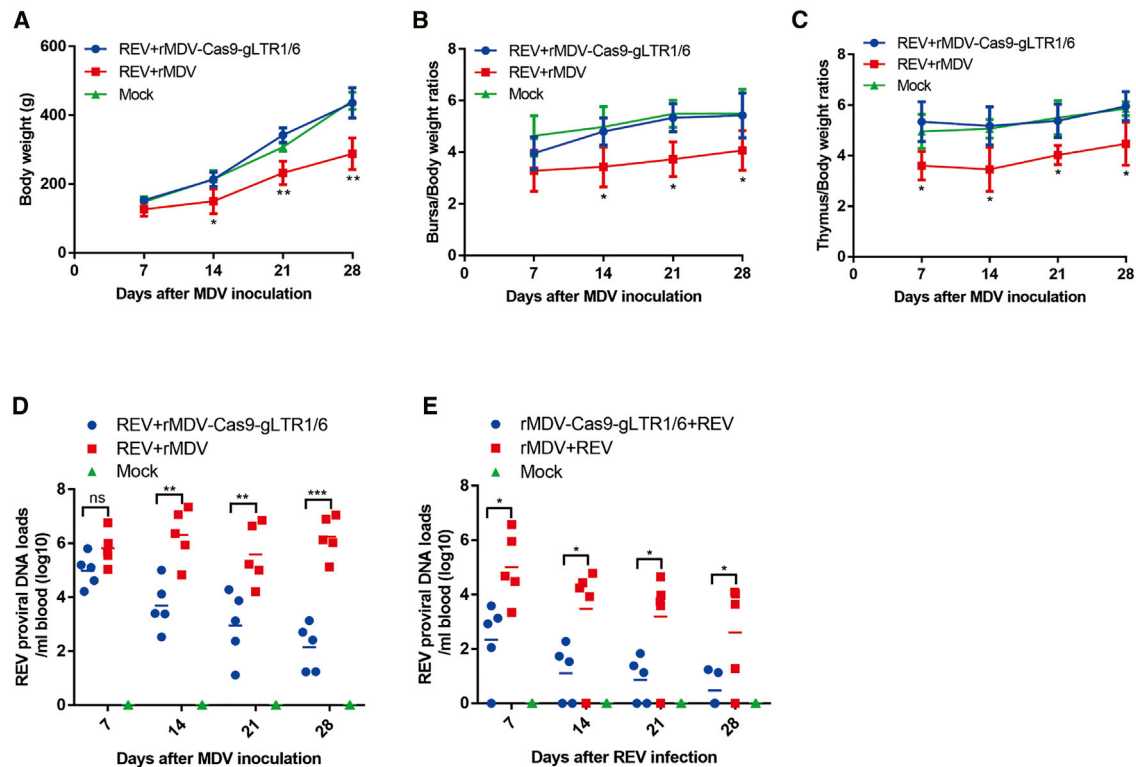 A
REV+rMDV-Cas9-gLTR1/6
REV+rMDV
Mock
Body weight (g)
600
400
200
0
0 7 14 21 28
* ** **
Days after MDV inoculation
B
REV+rMDV-Cas9-gLTR1/6
REV+rMDV
Mock
Bursa/Body weight ratios
8
6
4
2
0
0 7 14 21 28
* * *
Days after MDV inoculation
C
REV+rMDV-Cas9-gLTR1/6
REV+rMDV
Mock
Thymus/Body weight ratios
8
6
4
2
0
0 7 14 21 28
* * * *
Days after MDV inoculation
D
REV+rMDV-Cas9-gLTR1/6
REV+rMDV
Mock
REV proviral DNA loads
/ml blood (log10)
8
6
4
2
0
ns ** ** ***
7 14 21 28
Days after MDV inoculation
E
rMDV-Cas9-gLTR1/6+REV
rMDV+REV
Mock
REV proviral DNA loads
/ml blood (log10)
8
6
4
2
0
* * * *
7 14 21 28
Days after REV infection